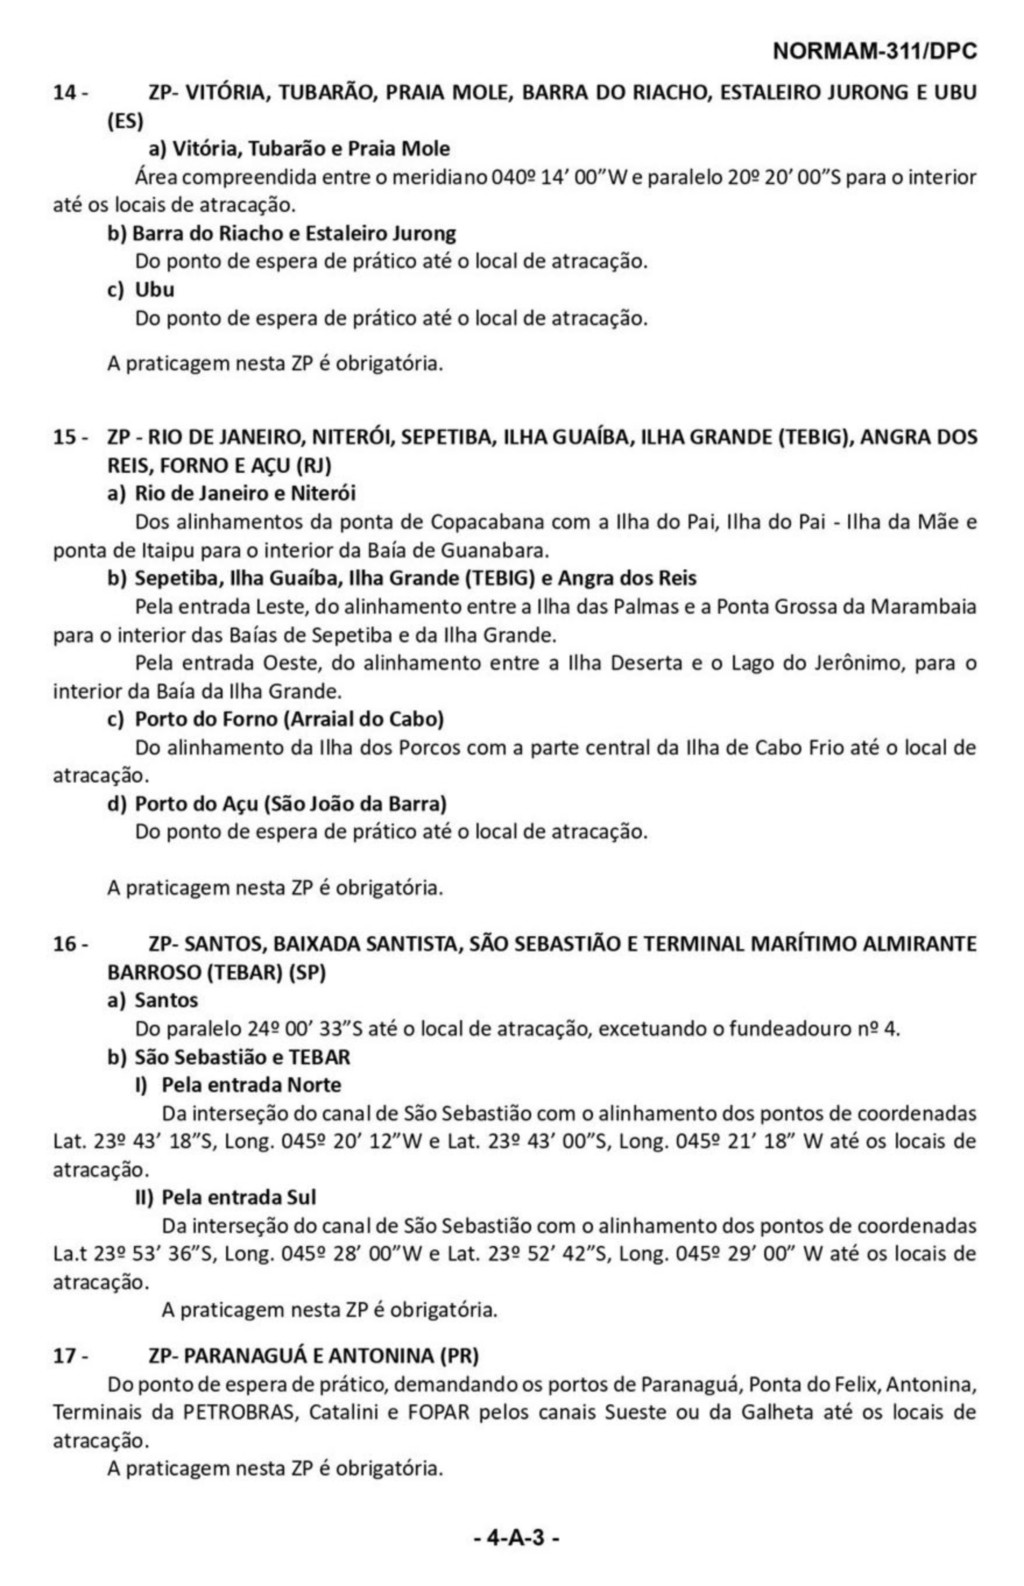 NORMAM-311/DPC
14 - ZP- VITÓRIA, TUBARÃO, PRAIA MOLE, BARRA DO RIACHO, ESTALEIRO JURONG E UBU
(ES)
a) Vitória, Tubarão e Praia Mole
Área compreendida entre o meridiano 040º 14’ 00”W e paralelo 20º 20’ 00”S para o interior
até os locais de atracação.
b) Barra do Riacho e Estaleiro Jurong
Do ponto de espera de prático até o local de atracação.
c) Ubu
Do ponto de espera de prático até o local de atracação.
A praticagem nesta ZP é obrigatória.
15 - ZP - RIO DE JANEIRO, NITERÓI, SEPETIBA, ILHA GUAÍBA, ILHA GRANDE (TEBIG), ANGRA DOS
REIS, FORNO E AÇU (RJ)
a) Rio de Janeiro e Niterói
Dos alinhamentos da ponta de Copacabana com a Ilha do Pai, Ilha do Pai - Ilha da Mãe e
ponta de Itaipu para o interior da Baía de Guanabara.
b) Sepetiba, Ilha Guaíba, Ilha Grande (TEBIG) e Angra dos Reis
Pela entrada Leste, do alinhamento entre a Ilha das Palmas e a Ponta Grossa da Marambaia
para o interior das Baías de Sepetiba e da Ilha Grande.
Pela entrada Oeste, do alinhamento entre a Ilha Deserta e o Lago do Jerônimo, para o
interior da Baía da Ilha Grande.
c) Porto do Forno (Arraial do Cabo)
Do alinhamento da Ilha dos Porcos com a parte central da Ilha de Cabo Frio até o local de
atracação.
d) Porto do Açu (São João da Barra)
Do ponto de espera de prático até o local de atracação.
A praticagem nesta ZP é obrigatória.
16 - ZP- SANTOS, BAIXADA SANTISTA, SÃO SEBASTIÃO E TERMINAL MARÍTIMO ALMIRANTE
BARROSO (TEBAR) (SP)
a) Santos
Do paralelo 24º 00’ 33”S até o local de atracação, excetuando o fundeadouro nº 4.
b) São Sebastião e TEBAR
I) Pela entrada Norte
Da interseção do canal de São Sebastião com o alinhamento dos pontos de coordenadas
Lat. 23º 43’ 18”S, Long. 045º 20’ 12”W e Lat. 23º 43’ 00”S, Long. 045º 21’ 18” W até os locais de
atracação.
II) Pela entrada Sul
Da interseção do canal de São Sebastião com o alinhamento dos pontos de coordenadas
La.t 23º 53’ 36”S, Long. 045º 28’ 00”W e Lat. 23º 52’ 42”S, Long. 045º 29’ 00” W até os locais de
atracação.
A praticagem nesta ZP é obrigatória.
17 - ZP- PARANAGUÁ E ANTONINA (PR)
Do ponto de espera de prático, demandando os portos de Paranaguá, Ponta do Felix, Antonina,
Terminais da PETROBRAS, Catalini e FOPAR pelos canais Sueste ou da Galheta até os locais de
atracação.
A praticagem nesta ZP é obrigatória.
- 4-A-3 -